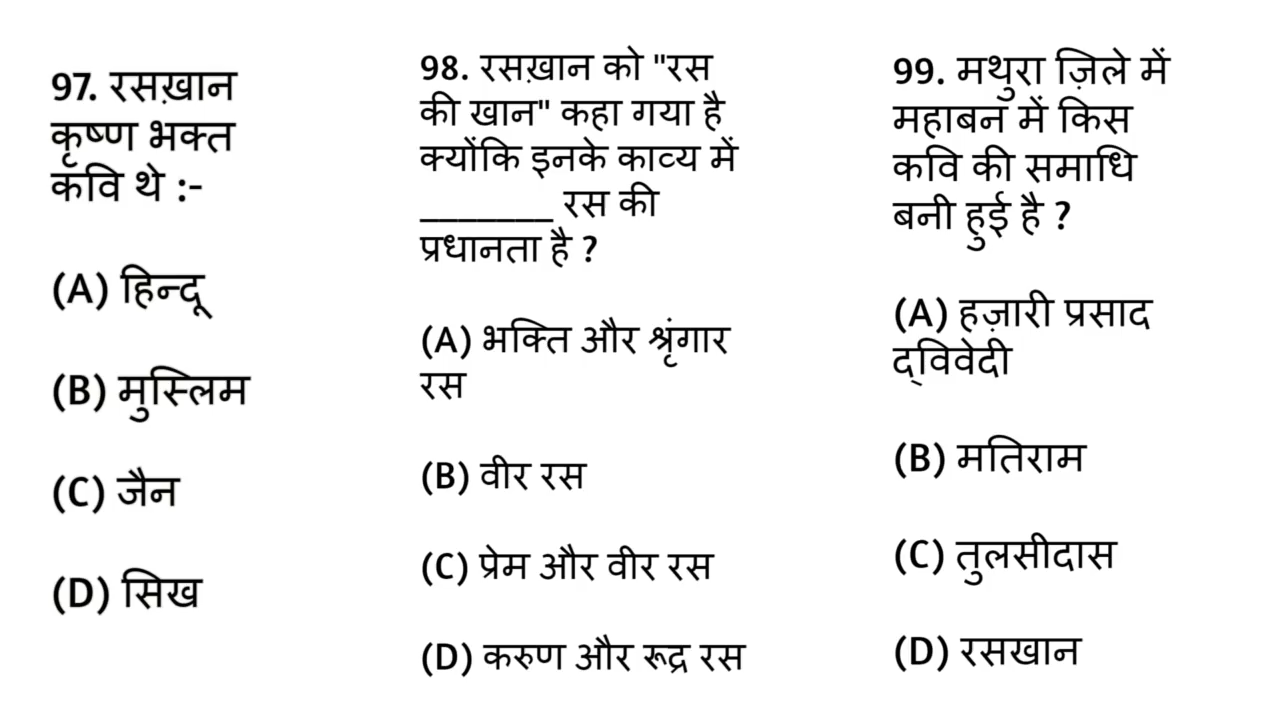 97. रसख़ान
कृष्ण भक्त
कवि थे :-
(A) हिन्दू
(B) मुस्लिम
(C) जैन
(D) सिख
98. रसख़ान को "रस
की खान" कहा गया है
क्योंकि इनके काव्य में
_______ रस की
प्रधानता है ?
(A) भक्ति और श्रृंगार
रस
(B) वीर रस
(C) प्रेम और वीर रस
(D) करुण और रूद्र रस
99. मथुरा ज़िले में
महाबन में किस
कवि की समाधि
बनी हुई है ?
(A) हज़ारी प्रसाद
द्विवेदी
(B) मतिराम
(C) तुलसीदास
(D) रसखान